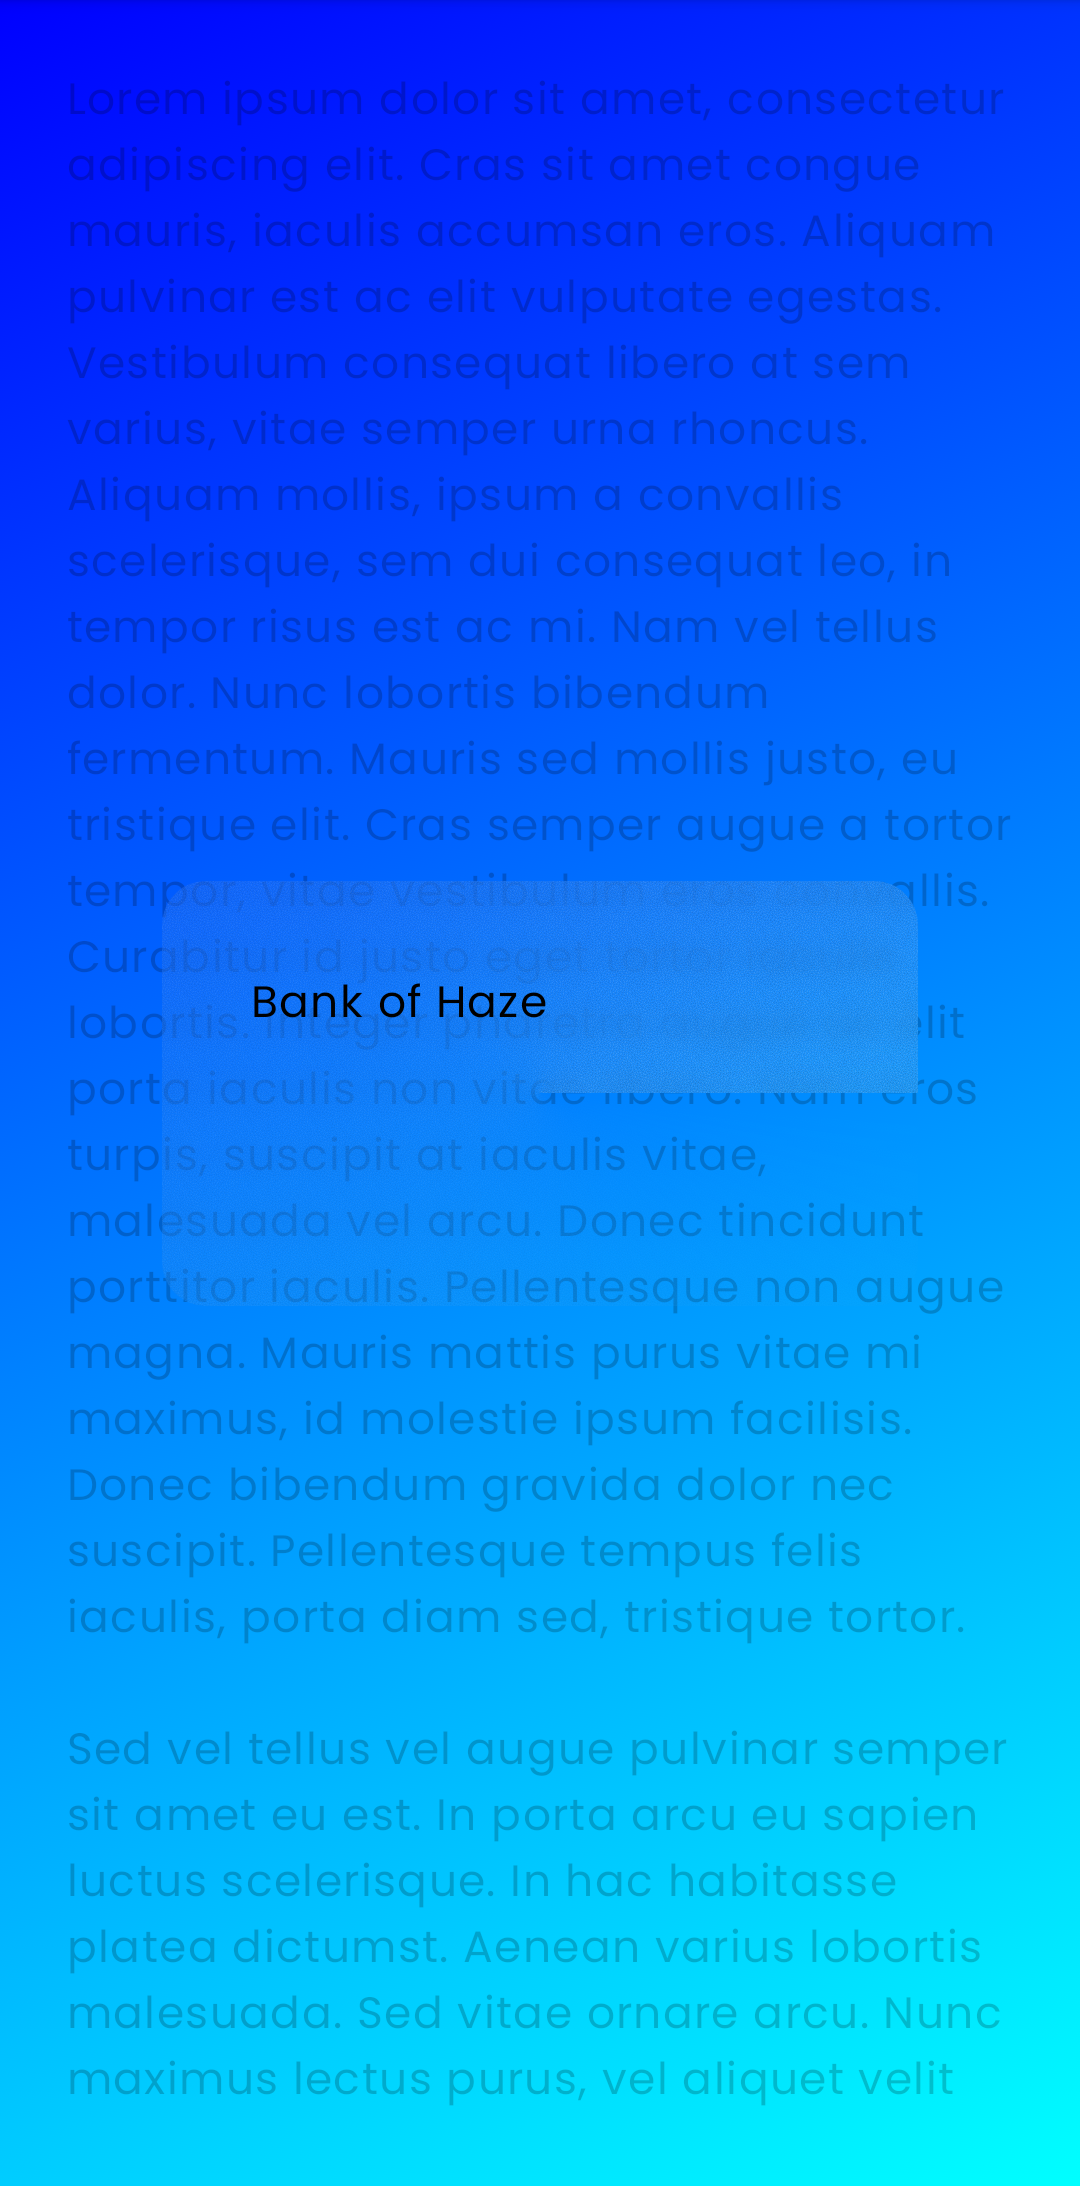 Lorem ipsum dolor sit amet, consectetur
adipiscing elit. Cras sit amet congue
mauris, iaculis accumsan eros. Aliquam
pulvinar est ac elit vulputate egestas.
Vestibulum consequat libero at sem
varius, vitae semper urna rhoncus.
Aliquam mollis, ipsum a convallis
scelerisque, sem dui consequat leo, in
tempor risus est ac mi. Nam vel tellus
dolor. Nunc lobortis bibendum
fermentum. Mauris sed mollis justo, eu
tristique elit. Cras semper augue a tortor
tempor, vitae vestibulum eros convallis.
Curabitur id justo eget tortor
Bank of Haze
lobortis. Integer pharetra elit
porta iaculis non vitae libero. Nam eros
turpis, suscipit at iaculis vitae,
malesuada vel arcu. Donec tincidunt
porttitor iaculis. Pellentesque non augue
magna. Mauris mattis purus vitae mi
maximus, id molestie ipsum facilisis.
Donec bibendum gravida dolor nec
suscipit. Pellentesque tempus felis
iaculis, porta diam sed, tristique tortor.
Sed vel tellus vel augue pulvinar semper
sit amet eu est. In porta arcu eu sapien
luctus scelerisque. In hac habitasse
platea dictumst. Aenean varius lobortis
malesuada. Sed vitae ornare arcu. Nunc
maximus lectus purus, vel aliquet velit